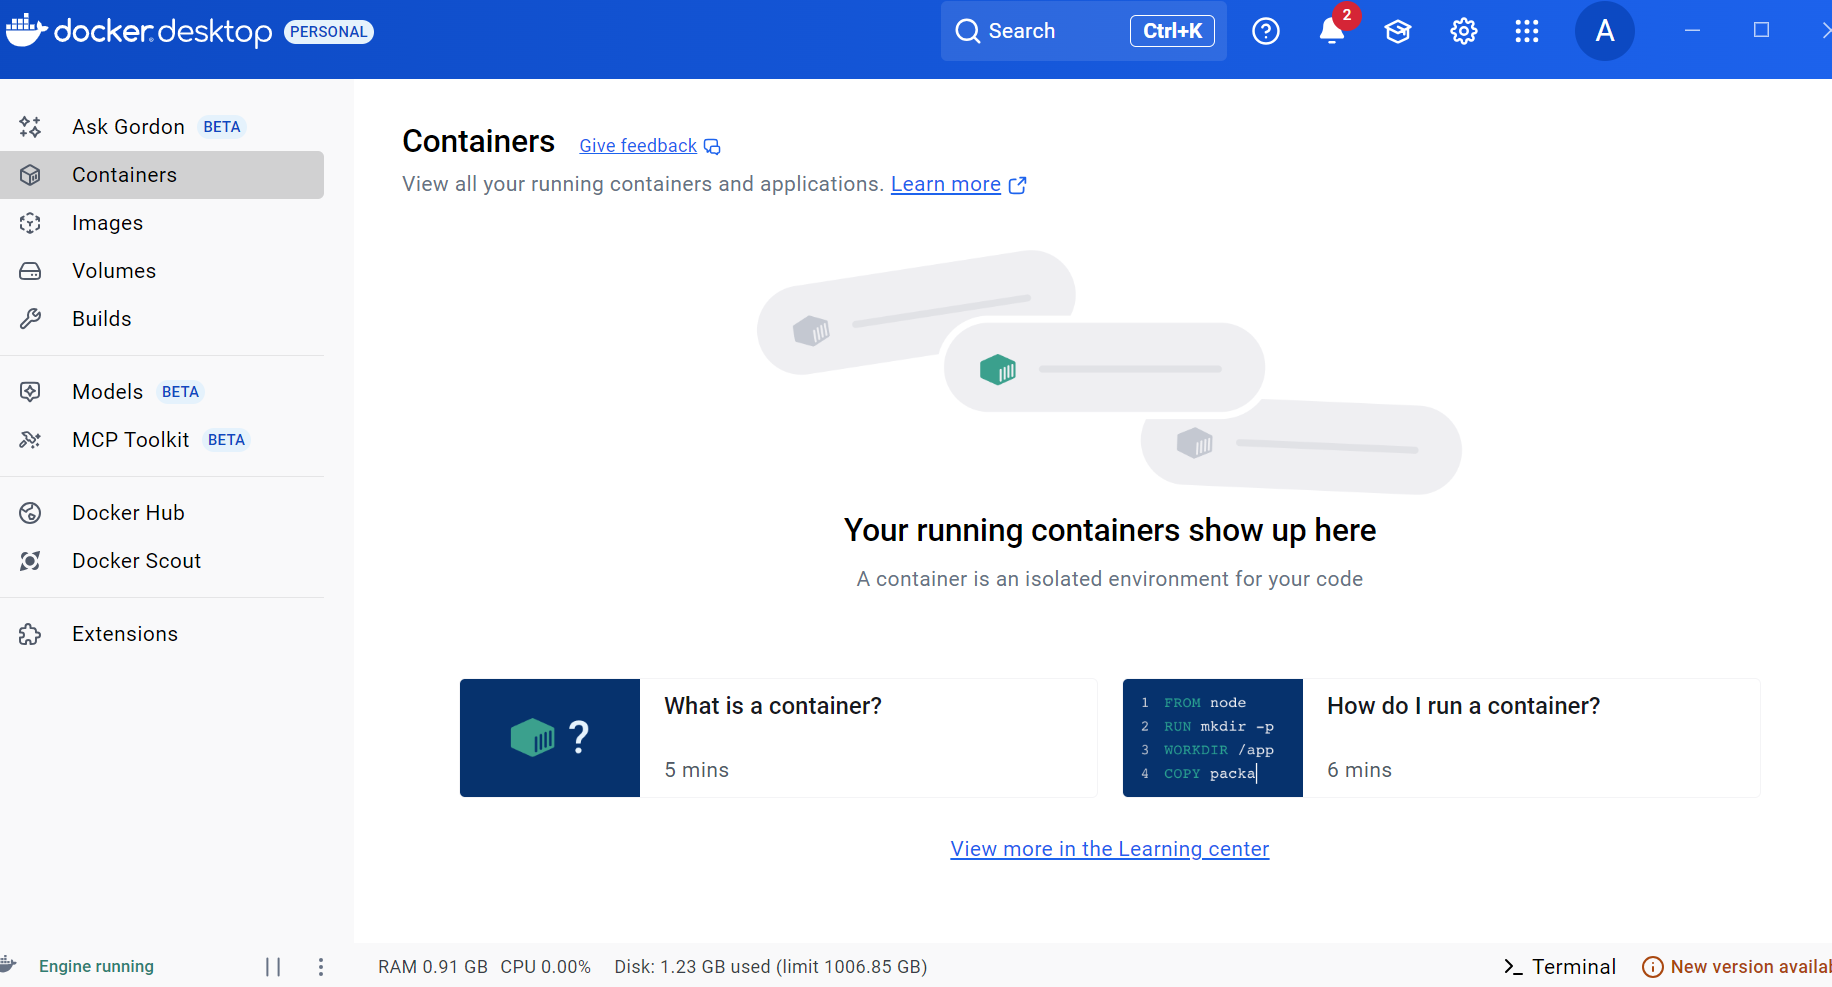 docker desktop PERSONAL
Search Ctrl+K
2
A
Ask Gordon BETA
Containers
Images
Volumes
Builds
Models BETA
MCP Toolkit BETA
Docker Hub
Docker Scout
Extensions
Containers Give feedback
View all your running containers and applications. Learn more
Your running containers show up here
A container is an isolated environment for your code
?
What is a container?
5 mins
1 FROM node
2 RUN mkdir -p
3 WORKDIR /app
4 COPY packa
How do I run a container?
6 mins
View more in the Learning center
Engine running
RAM 0.91 GB CPU 0.00% Disk: 1.23 GB used (limit 1006.85 GB)
>_ Terminal
New version availab